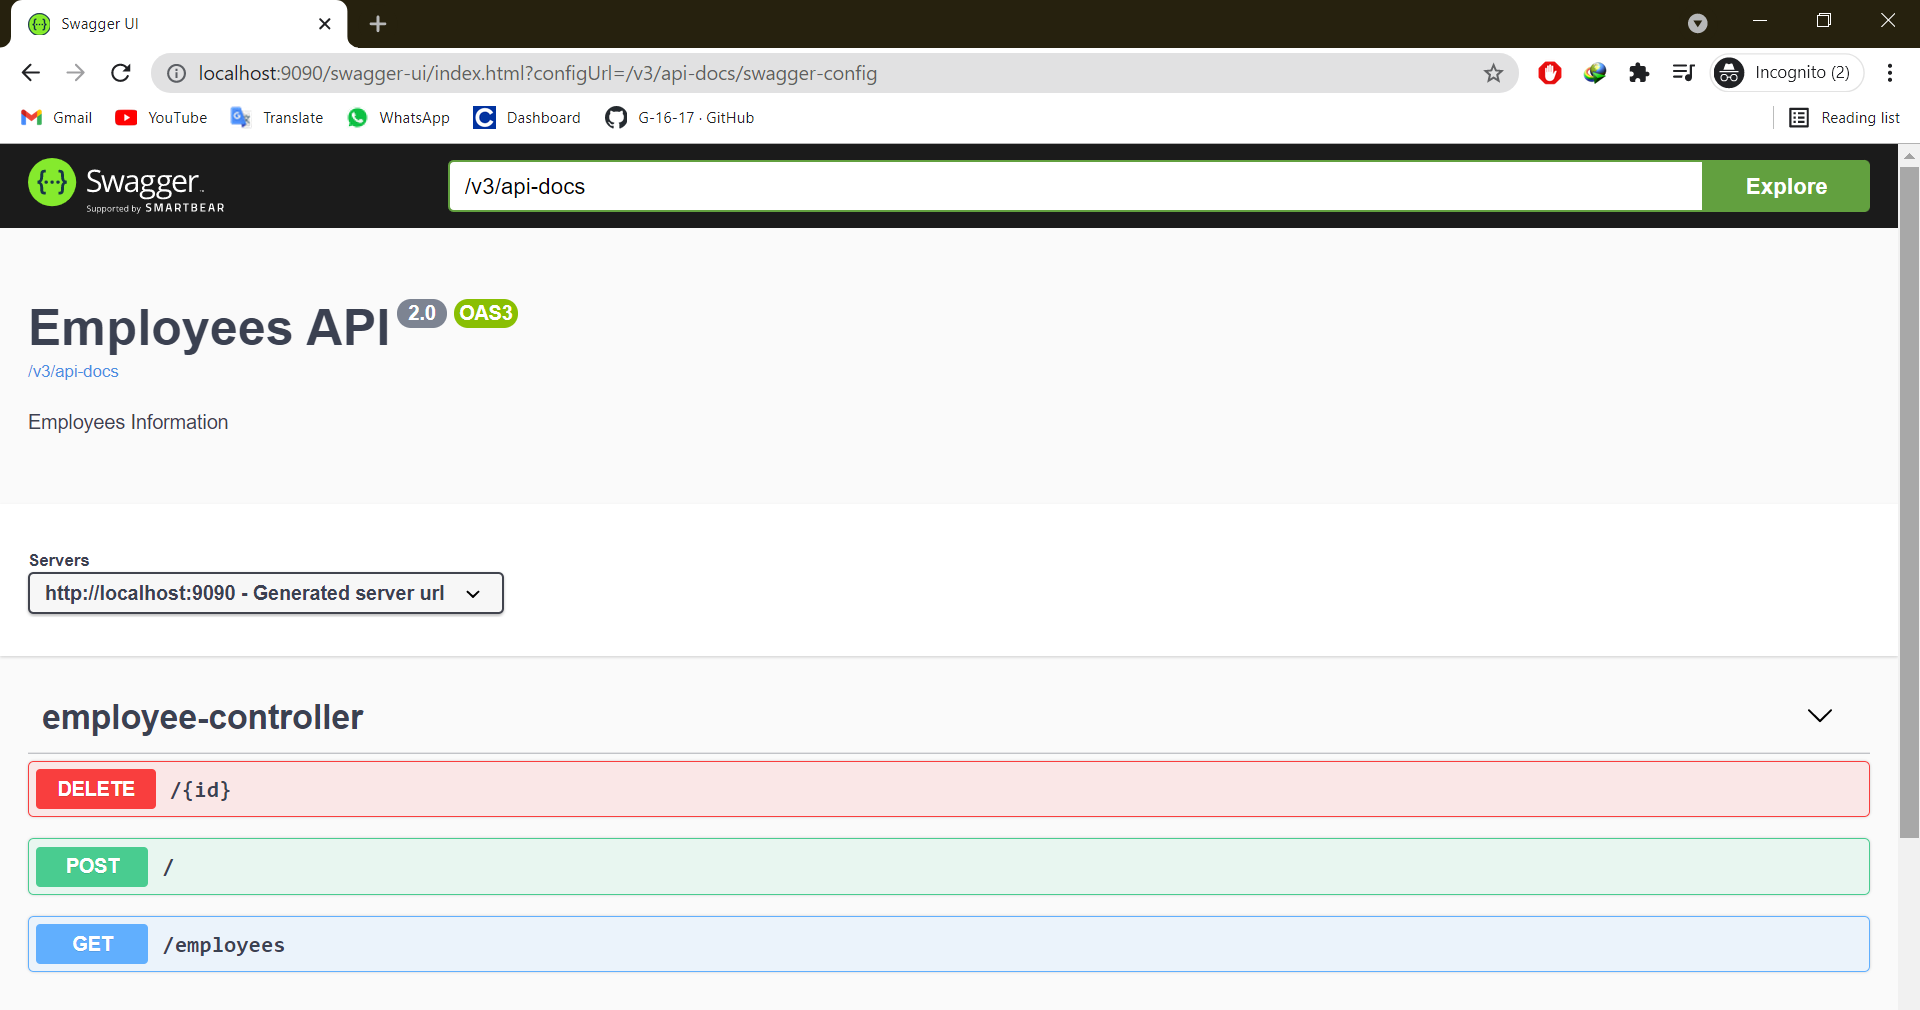 Swagger UI
localhost:9090/swagger-ui/index.html?configUrl=/v3/api-docs/swagger-config
Incognito (2)
Gmail YouTube Translate WhatsApp Dashboard G-16-17 · GitHub Reading list
Swagger
Supported by SMARTBEAR
/v3/api-docs
Explore
Employees API 2.0 OAS3
/v3/api-docs
Employees Information
Servers
http://localhost:9090 - Generated server url
employee-controller
DELETE /{id}
POST /
GET /employees